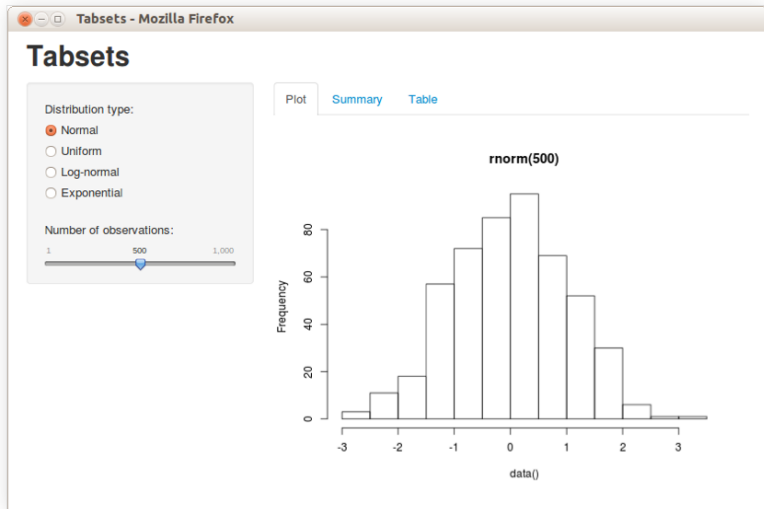 Tabsets - Mozilla Firefox
Tabsets
Distribution type:
Normal
Uniform
Log-normal
Exponential
Number of observations:
1 500 1,000
Plot Summary Table
rnorm(500)
Frequency
80
60
40
20
0
-3 -2 -1 0 1 2 3
data()